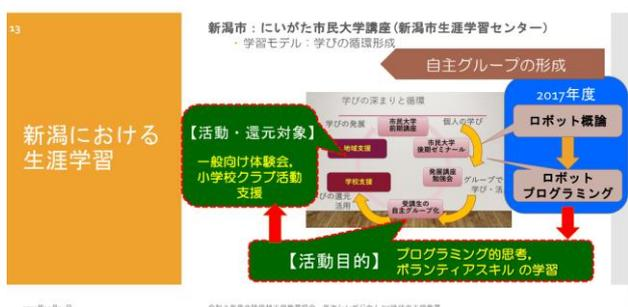 13
新潟における
生涯学習
新潟市：にいがた市民大学講座(新潟市生涯学習センター)
・学習モデル：学びの循環形成
自主グループの形成
2017年度
ロボット概論
ロボット
プログラミング
学びの深まりと循環
学びの発展
市民大学
前期講座
個人の学び
地域支援
市民大学
後期ゼミナール
学校支援
発展講座
勉強会
グループで
学び・活
びの還元
活用
受講生の
自主グループ化
【活動・還元対象】
一般向け体験会,
小学校クラブ活動
支援
【活動目的】
プログラミング的思考,
ボランティアスキル の学習